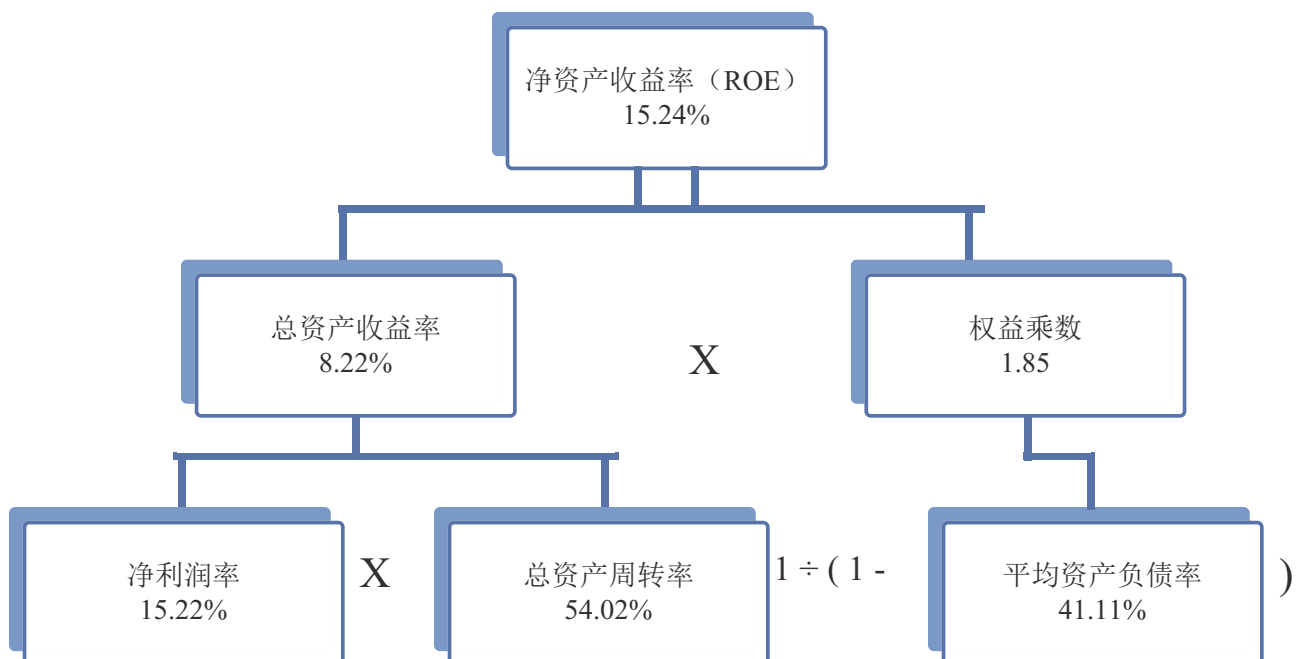 净资产收益率（ROE）
15.24%
总资产收益率
8.22%
X
权益乘数
1.85
净利润率
15.22%
X
总资产周转率
54.02%
1 ÷ ( 1 -
平均资产负债率
41.11%
)